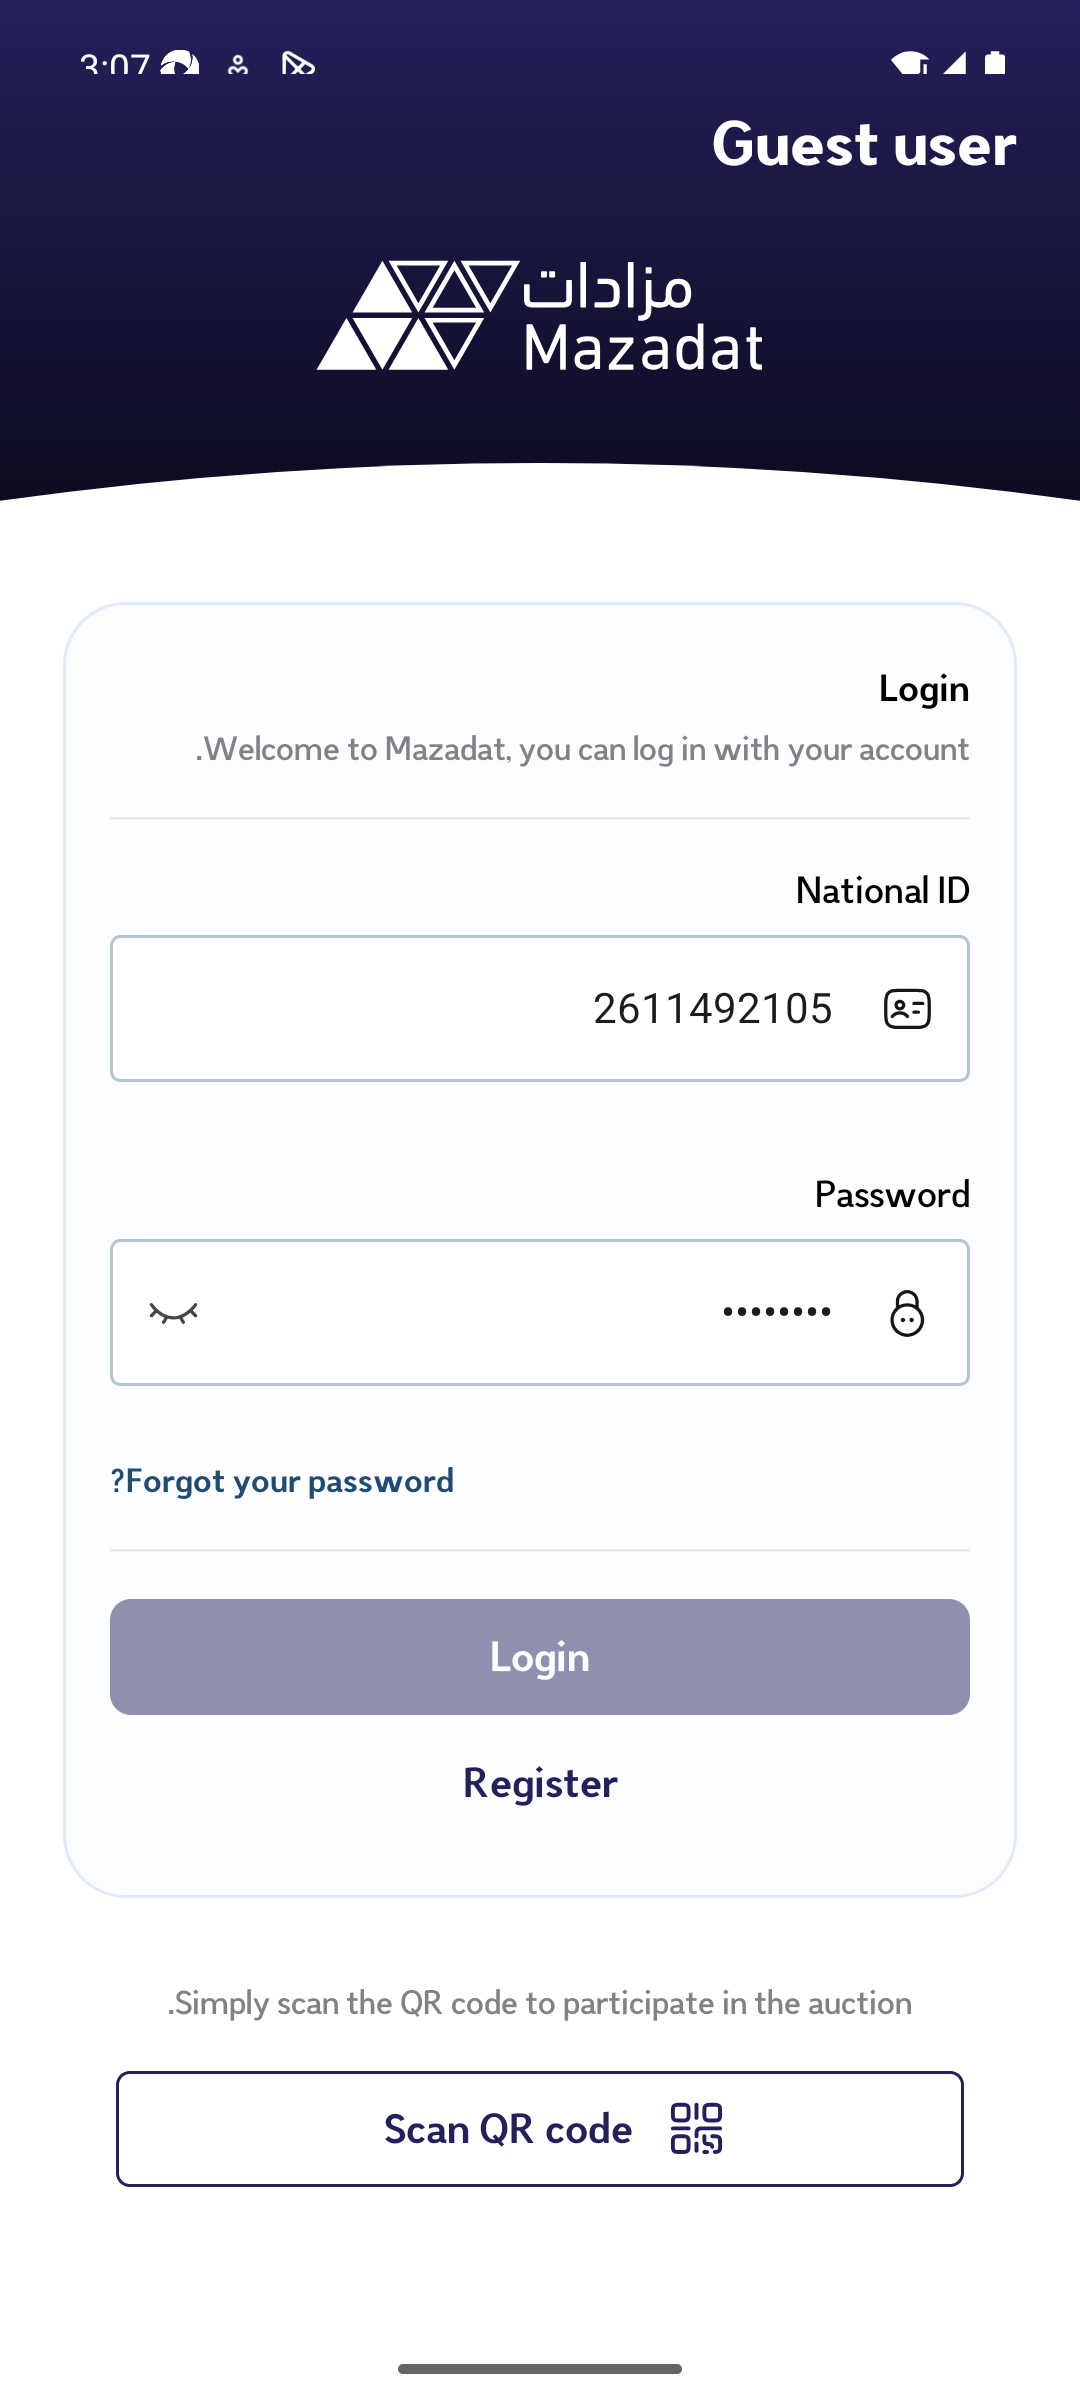 3:07
Guest user
مزادات
Mazadat
Login
.Welcome to Mazadat, you can log in with your account
National ID
2611492105
Password
••••••••
?Forgot your password
Login
Register
.Simply scan the QR code to participate in the auction
Scan QR code